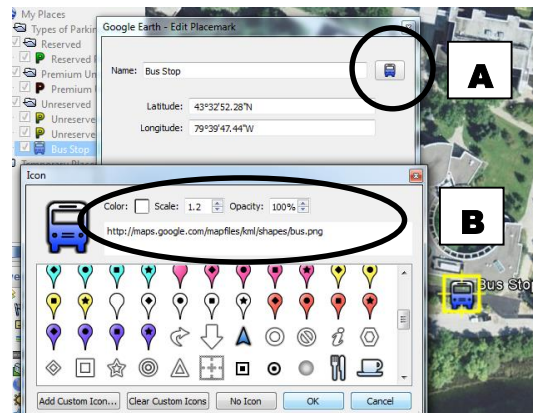 My Places
Types of Parkin
Reserved
Reserved
Premium Un
Premium
Unreserved
Unreserve
Unreserve
Bus Stop
Google Earth - Edit Placemark
Name: Bus Stop
Latitude: 43°32'52.28"N
Longitude: 79°39'47.44"W
A
Icon
Color: Scale: 1.2 Opacity: 100%
http://maps.google.com/mapfiles/kml/shapes/bus.png
B
Bus Sto
Add Custom Icon... Clear Custom Icons No Icon OK Cancel